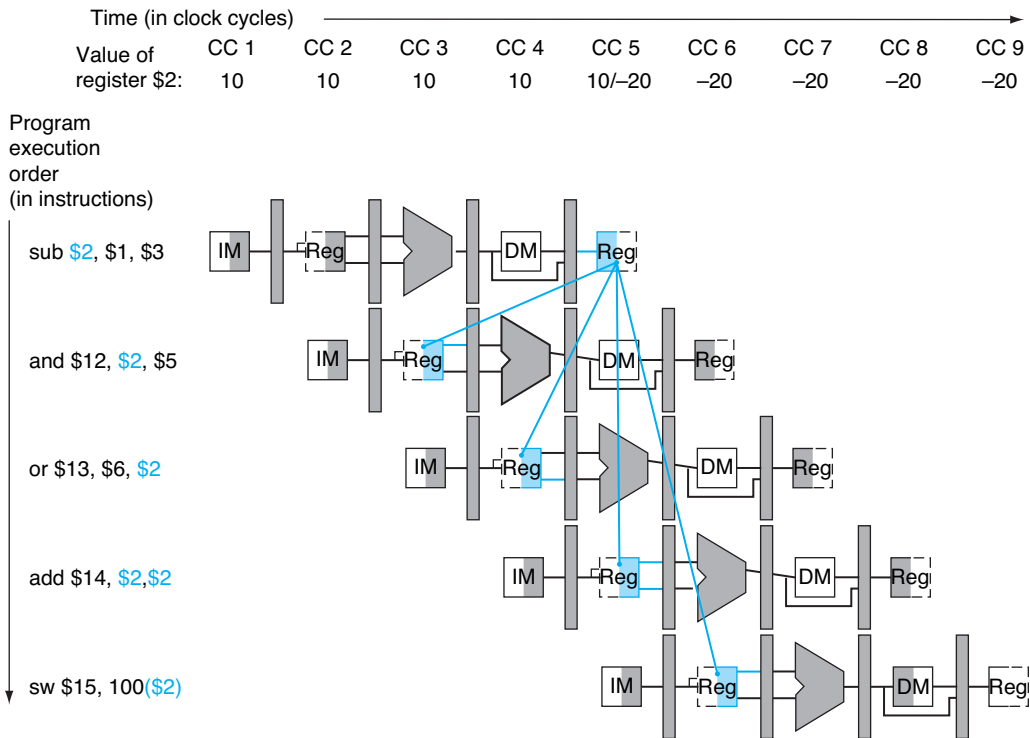 Time (in clock cycles)
Value of register $2:
CC 1 CC 2 CC 3 CC 4 CC 5 CC 6 CC 7 CC 8 CC 9
10 10 10 10 10/–20 –20 –20 –20 –20
Program
execution
order
(in instructions)
sub $2, $1, $3
IM Reg DM Reg
and $12, $2, $5
IM Reg DM Reg
or $13, $6, $2
IM Reg DM Reg
add $14, $2,$2
IM Reg DM Reg
sw $15, 100($2)
IM Reg DM Reg